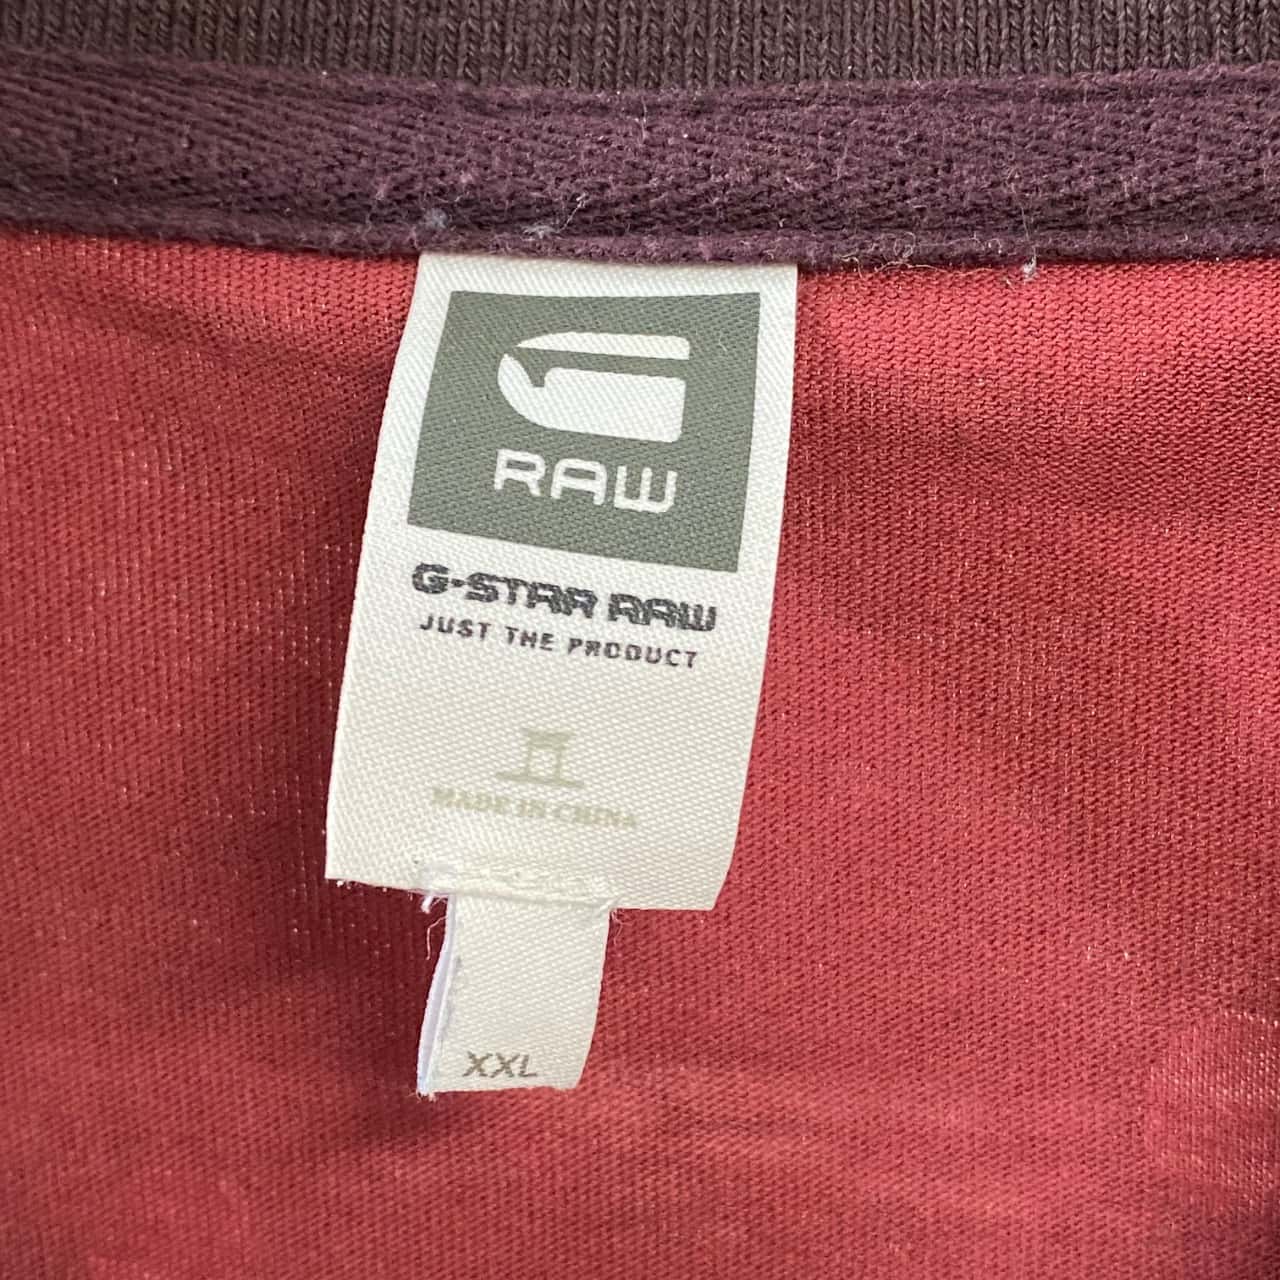 G
RAW
G-STAR RAW
JUST THE PRODUCT
MADE IN CHINA
XXL